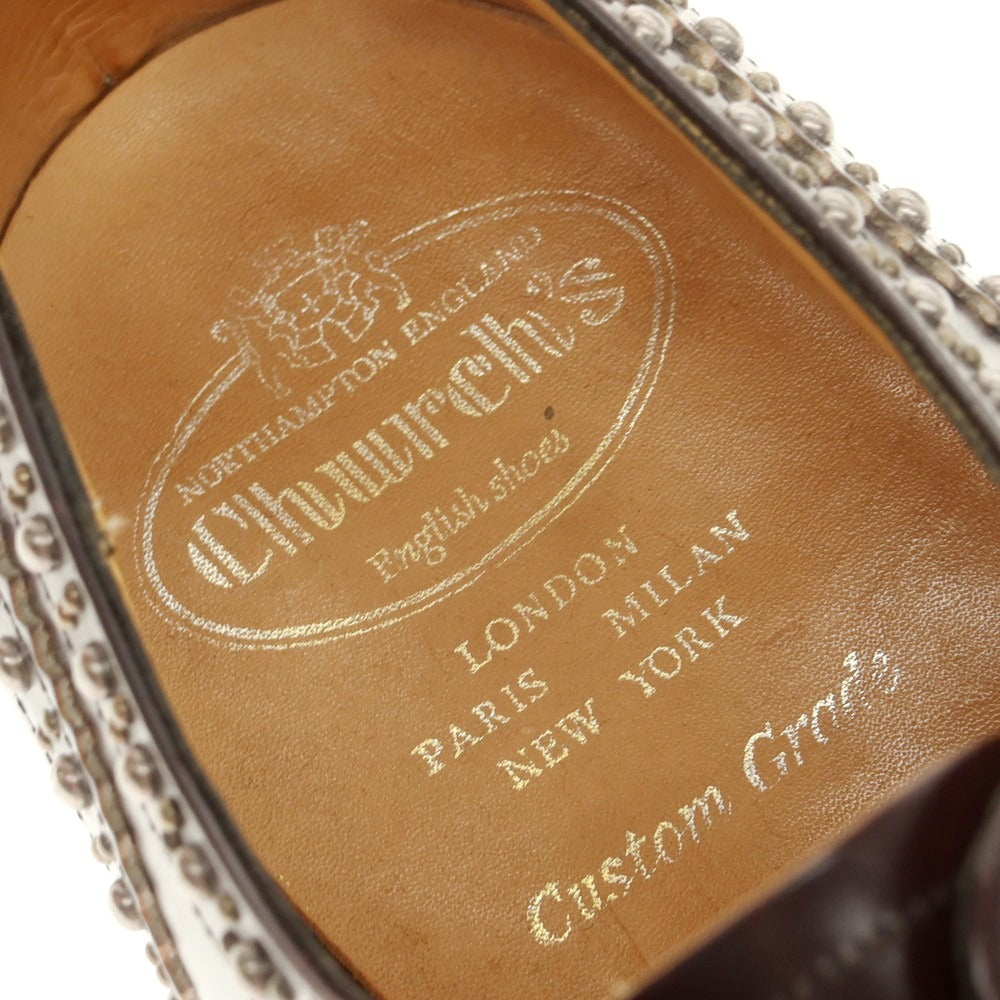 NORTHAMPTON ENGLAND
Church's
English shoes
LONDON
PARIS MILAN
NEW YORK
Custom Grade